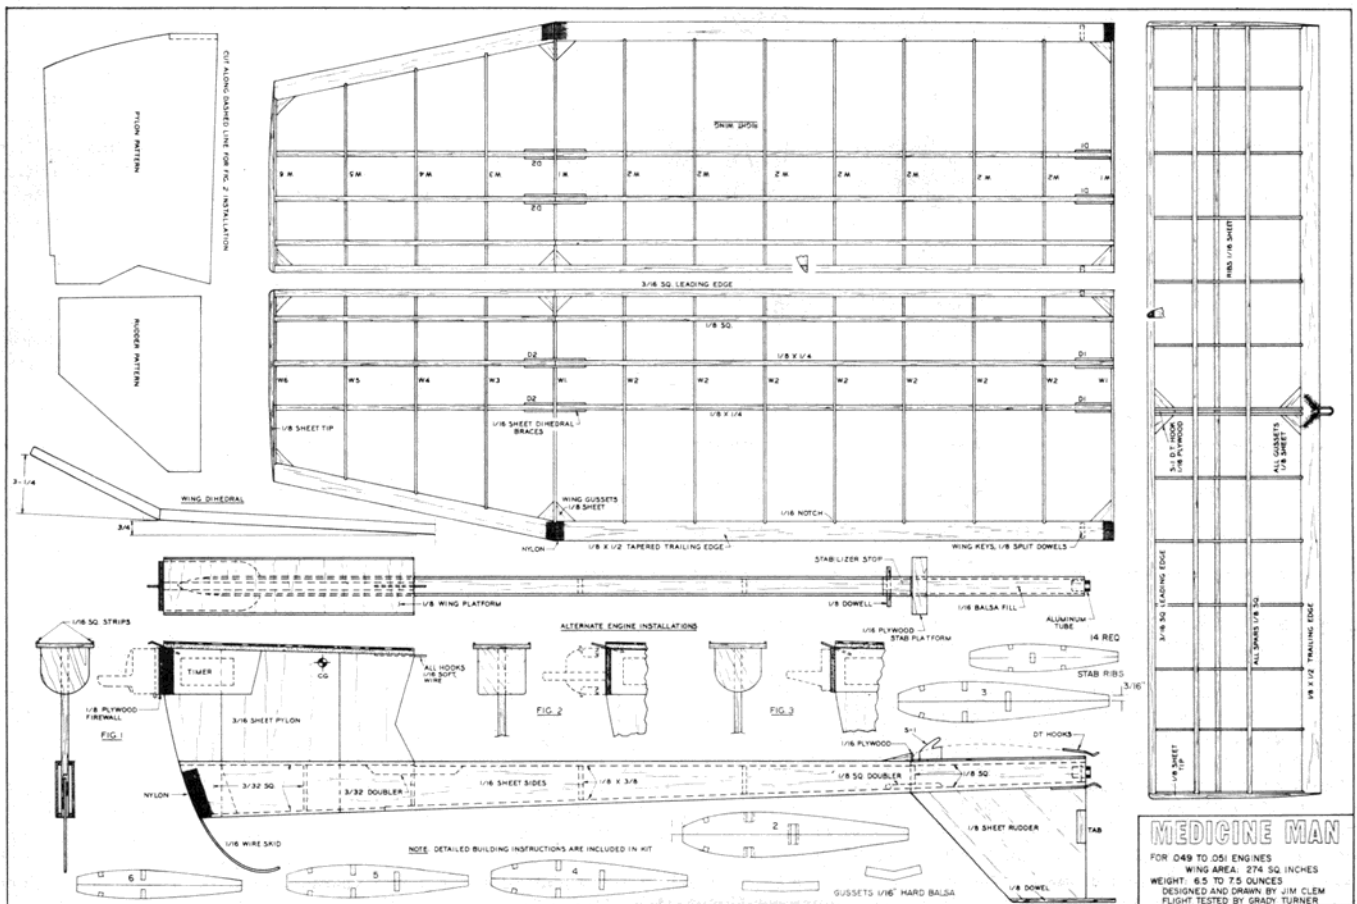 PYLON PATTERN
CUT ALONG DASHED LINE FOR FIG. 2 INSTALLATION
RUDDER PATTERN
RIGHT WING
D2
D1
W6
W5
W4
W3
W1
W2
W2
W2
W2
W2
W2
W2
W1
D2
D1
3/16 SQ. LEADING EDGE
1/8 SQ.
D2
1/8 X 1/4
D1
W6
W5
W4
W3
W1
W2
W2
W2
W2
W2
W2
W2
W1
D2
D1
1/8 X 1/4
1/16 SHEET DIHEDRAL
BRACES
1/8 SHEET TIP
WING GUSSETS
1/8 SHEET
1/16 NOTCH
NYLON
1/8 X 1/2 TAPERED TRAILING EDGE
WING KEYS, 1/8 SPLIT DOWELS
3-1/4
WING DIHEDRAL
3/4
1/8 WING PLATFORM
STABILIZER STOP
1/8 DOWELL
1/16 BALSA FILL
1/16 PLYWOOD
STAB PLATFORM
ALUMINUM
TUBE
RIBS 1/16 SHEET
S-1 DT HOOK
1/16 PLYWOOD
ALL GUSSETS
1/8 SHEET
3/16 SQ. LEADING EDGE
ALL SPARS 1/8 SQ.
1/8 X 1/2 TRAILING EDGE
1/8 SHEET
TIP
1/16 SQ. STRIPS
TIMER
CG
ALL HOOKS
1/16 SOFT
WIRE
1/8 PLYWOOD
FIREWALL
FIG. 1
3/16 SHEET PYLON
ALTERNATE ENGINE INSTALLATIONS
FIG. 2
FIG. 3
14 REQ
STAB RIBS
3
3/16"
1/16 PLYWOOD
S-1
DT HOOKS
NYLON
3/32 SQ.
3/32 DOUBLER
1/16 SHEET SIDES
1/8 X 3/8
1/8 SQ DOUBLER
1/8 SQ.
1/16 WIRE SKID
NOTE: DETAILED BUILDING INSTRUCTIONS ARE INCLUDED IN KIT
1/8 SHEET RUDDER
TAB
2
6
5
4
GUSSETS 1/16" HARD BALSA
1/8 DOWEL
MEDICINE MAN
FOR .049 TO .051 ENGINES
WING AREA: 274 SQ. INCHES
WEIGHT: 6.5 TO 7.5 OUNCES
DESIGNED AND DRAWN BY JIM CLEM
FLIGHT TESTED BY GRADY TURNER